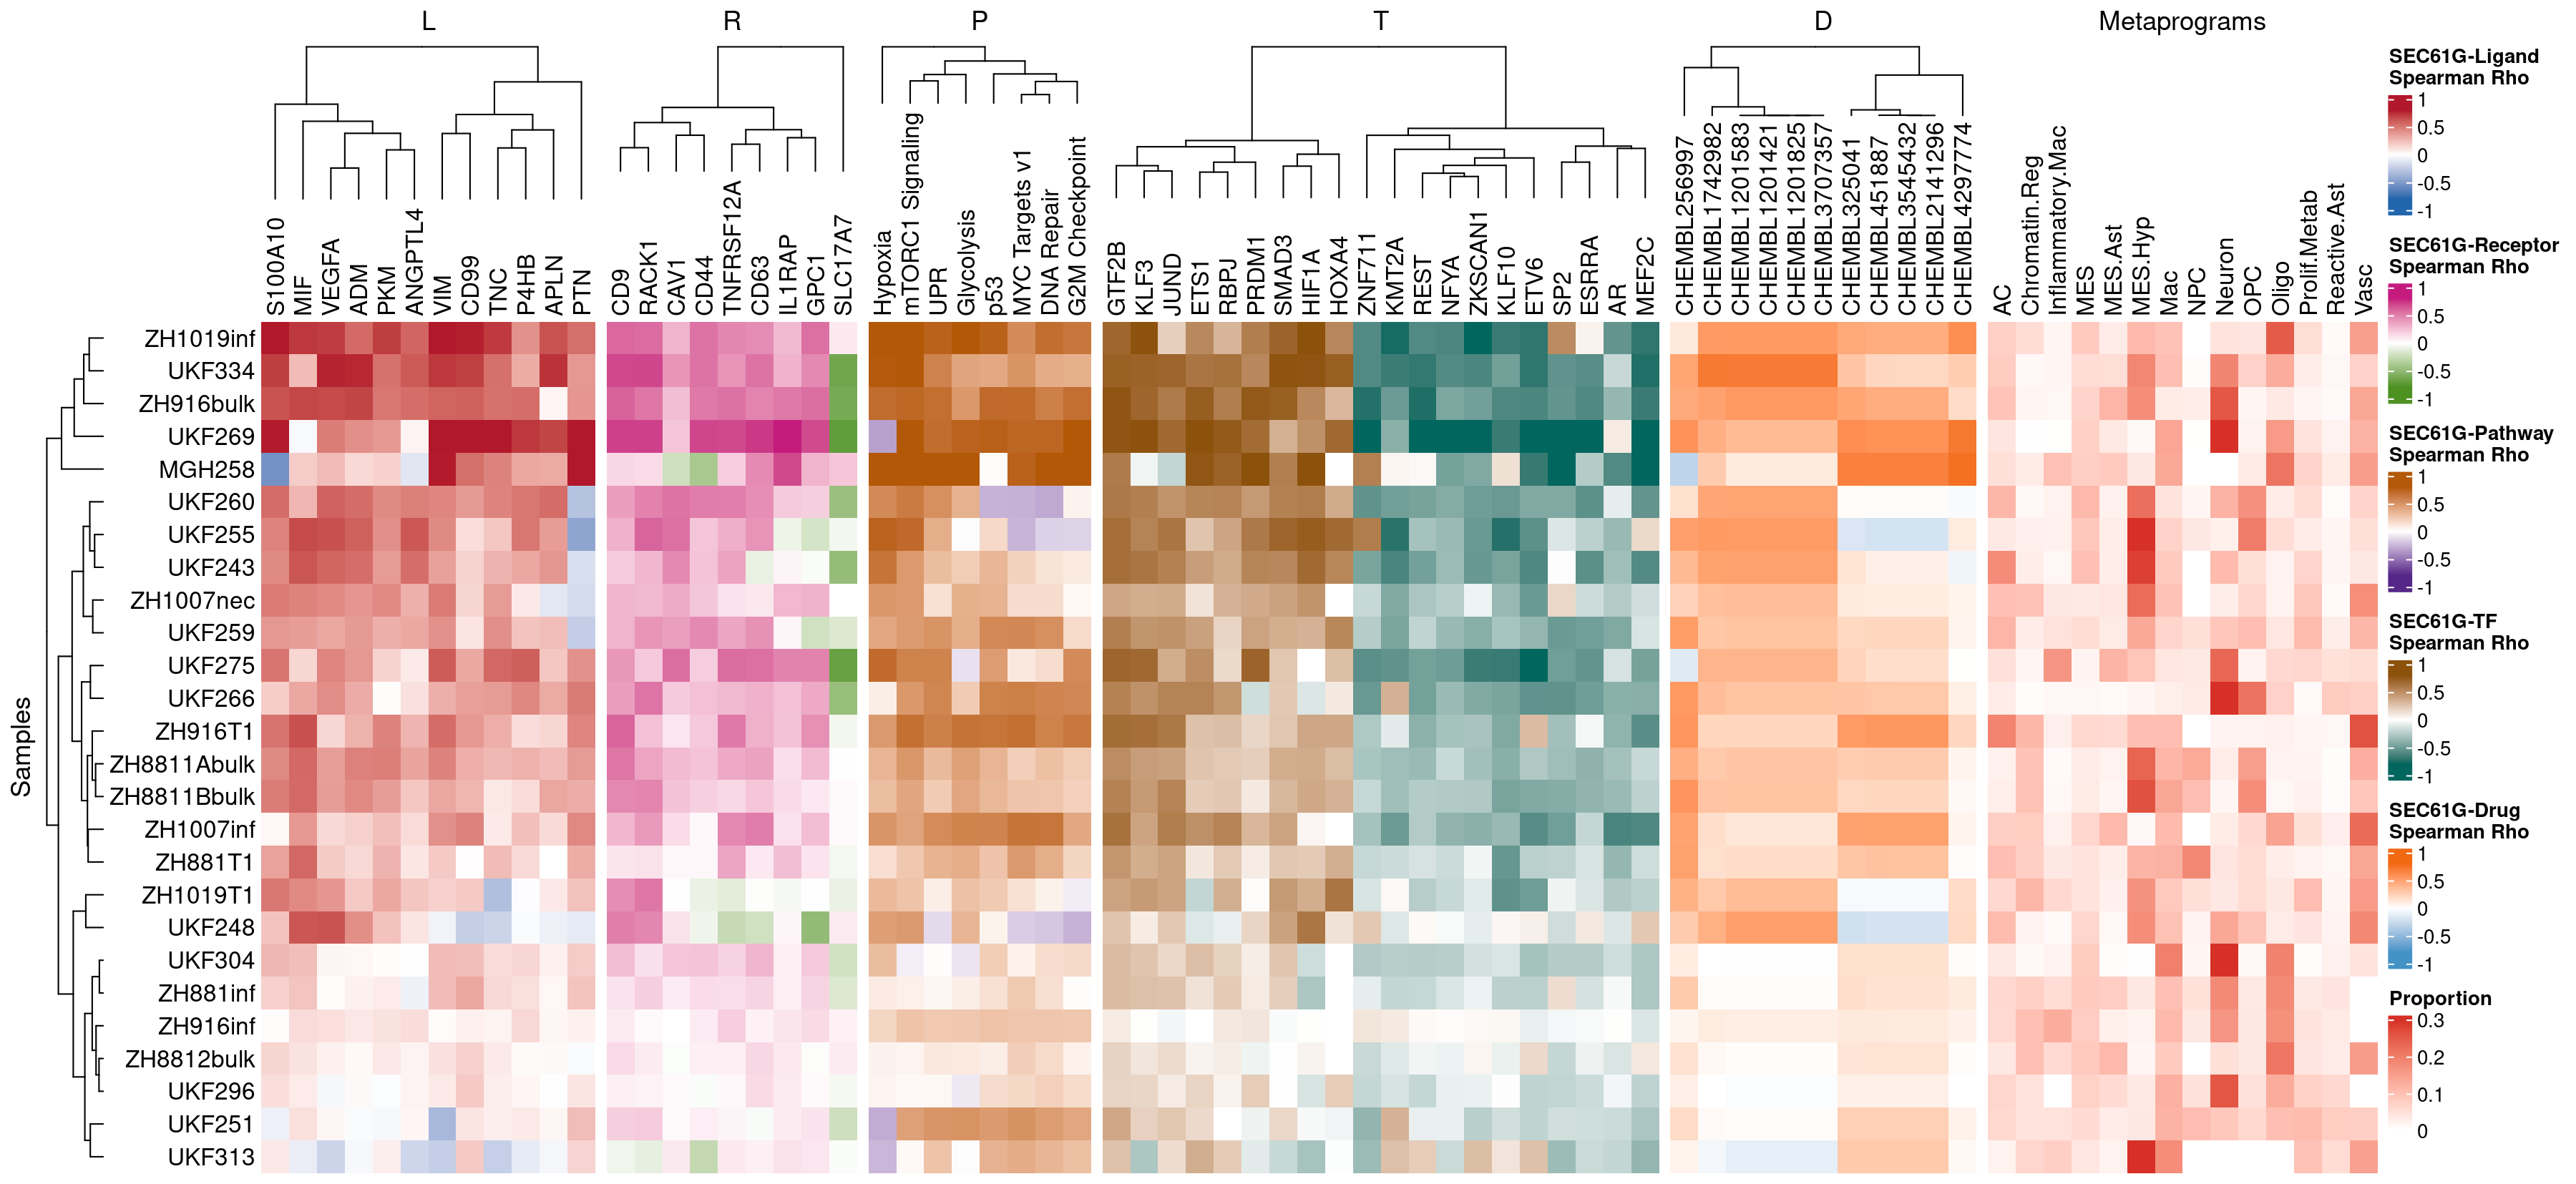 L R P T D Metaprograms
S100A10 MIF VEGFA ADM PKM ANGPTL4 VIM CD99 TNC P4HB APLN PTN
CD9 RACK1 CAV1 CD44 TNFRSF12A CD63 IL1RAP GPC1 SLC17A7
Hypoxia mTORC1 Signaling UPR Glycolysis p53 MYC Targets v1 DNA Repair G2M Checkpoint
GTF2B KLF3 JUND ETS1 RBPJ PRDM1 SMAD3 HIF1A HOXA4 ZNF711 KMT2A REST NFYA ZKSCAN1 KLF10 ETV6 SP2 ESRRA AR MEF2C
CHEMBL256997 CHEMBL1742982 CHEMBL1201583 CHEMBL1201421 CHEMBL1201825 CHEMBL3707357 CHEMBL325041 CHEMBL451887 CHEMBL3545432 CHEMBL2141296 CHEMBL4297774
AC Chromatin.Reg Inflammatory.Mac MES MES.Ast MES.Hyp Mac NPC Neuron OPC Oligo Prolif.Metab Reactive.Ast Vasc
Samples
ZH1019inf
UKF334
ZH916bulk
UKF269
MGH258
UKF260
UKF255
UKF243
ZH1007nec
UKF259
UKF275
UKF266
ZH916T1
ZH8811Abulk
ZH8811Bbulk
ZH1007inf
ZH881T1
ZH1019T1
UKF248
UKF304
ZH881inf
ZH916inf
ZH8812bulk
UKF296
UKF251
UKF313
SEC61G-Ligand
Spearman Rho
1
0.5
0
-0.5
-1
SEC61G-Receptor
Spearman Rho
1
0.5
0
-0.5
-1
SEC61G-Pathway
Spearman Rho
1
0.5
0
-0.5
-1
SEC61G-TF
Spearman Rho
1
0.5
0
-0.5
-1
SEC61G-Drug
Spearman Rho
1
0.5
0
-0.5
-1
Proportion
0.3
0.2
0.1
0